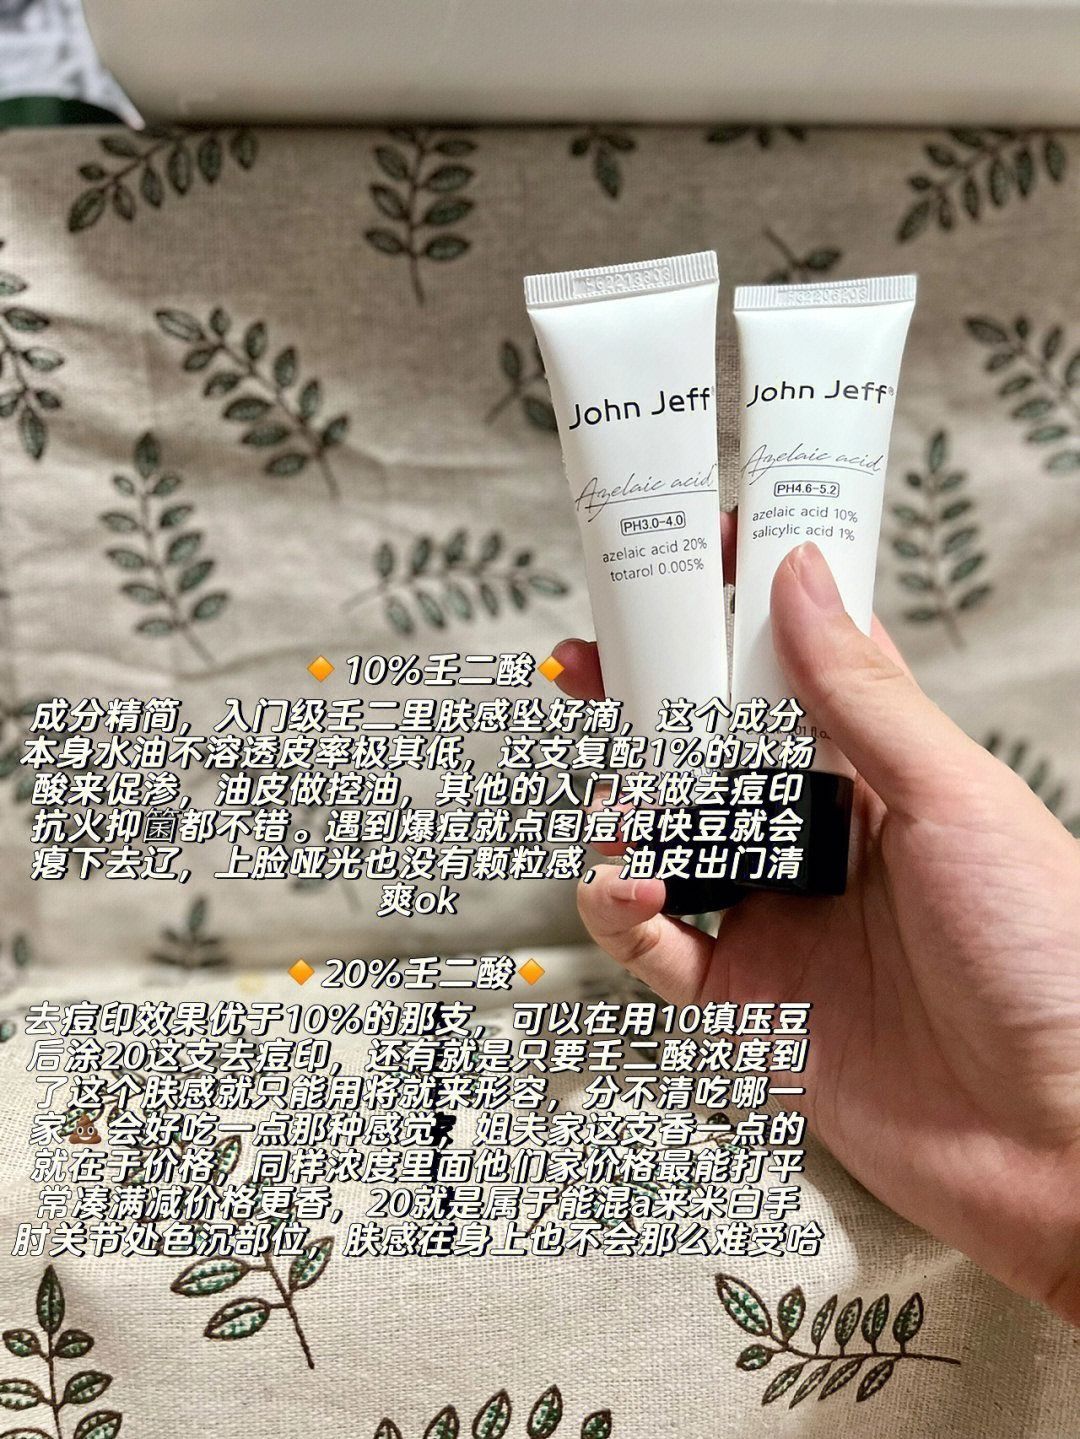 John Jeff®
Azelaic acid
PH3.0-4.0
azelaic acid 20%
totarol 0.005%
John Jeff®
Azelaic acid
PH4.6-5.2
azelaic acid 10%
salicylic acid 1%
🔸10%壬二酸🔸
成分精简，入门级壬二里肤感坠好滴，这个成分
本身水油不溶透皮率极其低，这支复配1%的水杨
酸来促渗，油皮做控油，其他的入门来做去痘印
抗火抑菌都不错。遇到爆痘就点图痘很快豆就会
瘪下去辽，上脸哑光也没有颗粒感，油皮出门清
爽ok
🔸20%壬二酸🔸
去痘印效果优于10%的那支，可以在用10镇压豆
后涂20这支去痘印，还有就是只要壬二酸浓度到
了这个肤感就只能用将就来形容，分不清吃哪一
家💩会好吃一点那种感觉，姐夫家这支香一点的
就在于价格，同样浓度里面他们家价格最能打平
常凑满减价格更香，20就是属于能混a来米白手
肘关节处色沉部位，肤感在身上也不会那么难受哈